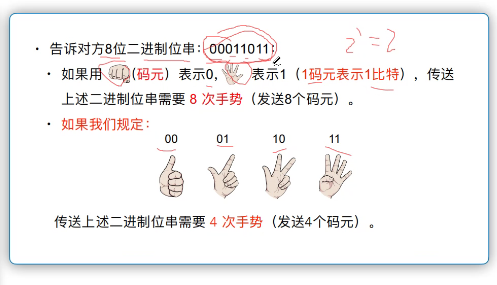 • 告诉对方8位二进制位串：00011011；
2¹=2
• 如果用 (码元）表示0， 表示1（1码元表示1比特），传送
上述二进制位串需要 8 次手势（发送8个码元）。
• 如果我们规定：
00 01 10 11
传送上述二进制位串需要 4 次手势（发送4个码元）。